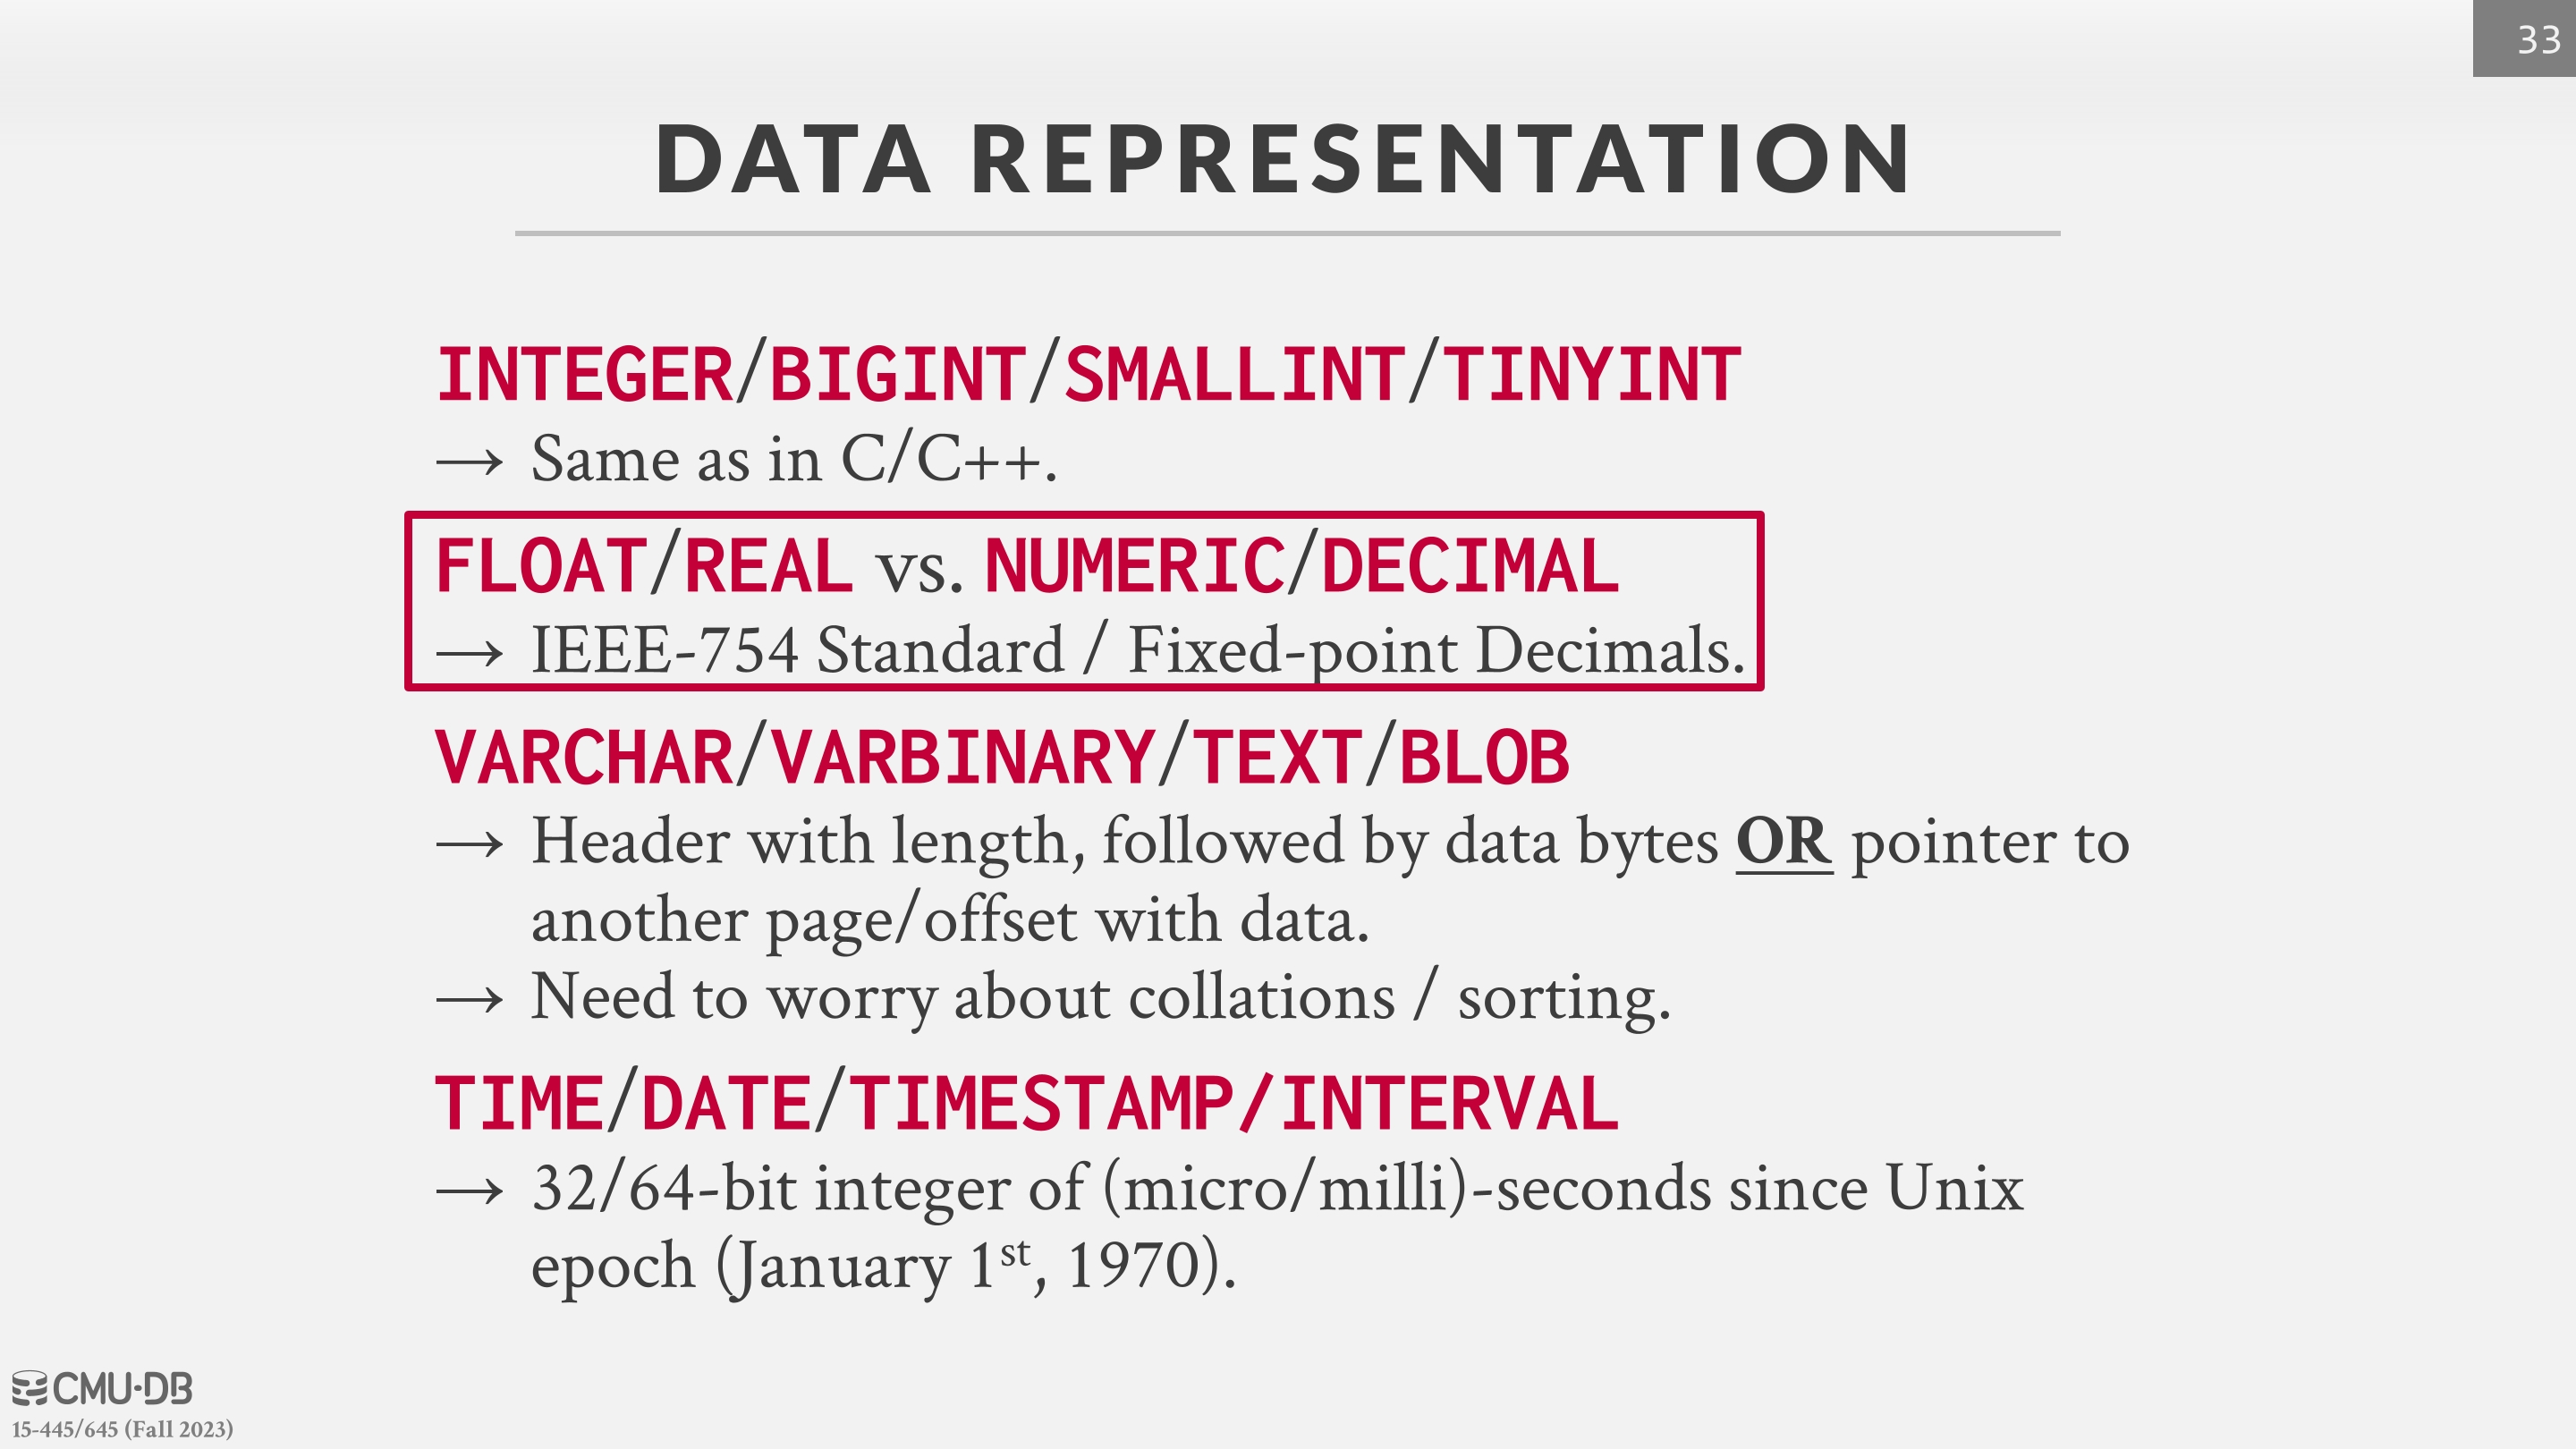 33
DATA REPRESENTATION
INTEGER/BIGINT/SMALLINT/TINYINT
→ Same as in C/C++.
FLOAT/REAL vs. NUMERIC/DECIMAL
→ IEEE-754 Standard / Fixed-point Decimals.
VARCHAR/VARBINARY/TEXT/BLOB
→ Header with length, followed by data bytes OR pointer to
another page/offset with data.
→ Need to worry about collations / sorting.
TIME/DATE/TIMESTAMP/INTERVAL
→ 32/64-bit integer of (micro/milli)-seconds since Unix
epoch (January 1st, 1970).
CMU·DB
15-445/645 (Fall 2023)